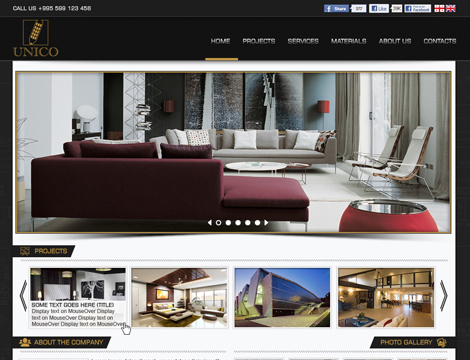 CALL US +995 599 123 456
Share 377
Like 39K
Find us on Facebook
UNICO
HOME PROJECTS SERVICES MATERIALS ABOUT US CONTACTS
PROJECTS
SOME TEXT GOES HERE (TITLE)
Display text on MouseOver Display
text on MouseOver Display text on
MouseOver Display text on MouseOver
ABOUT THE COMPANY
PHOTO GALLERY